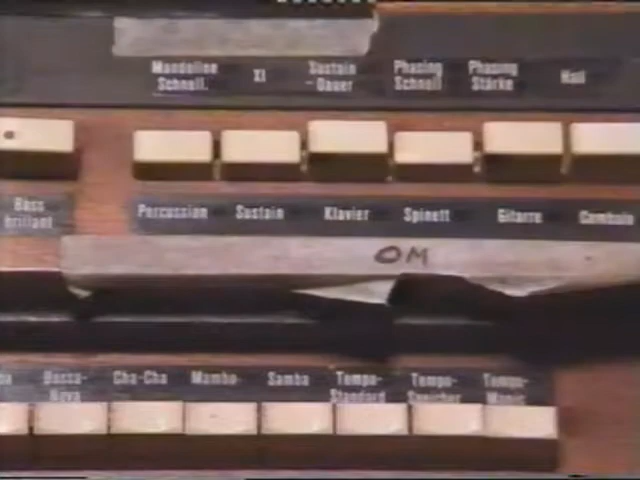 Mandoline Schnell. XI Sustain-Dauer Phasing Schnell Phasing Stärke Hall
Bass brillant Percussion Sustain Klavier Spinett Gitarre Cembalo
OM
Bossa-Nova Cha-Cha Mambo Samba Tempo-Standard Tempo-Speicher Tempo-